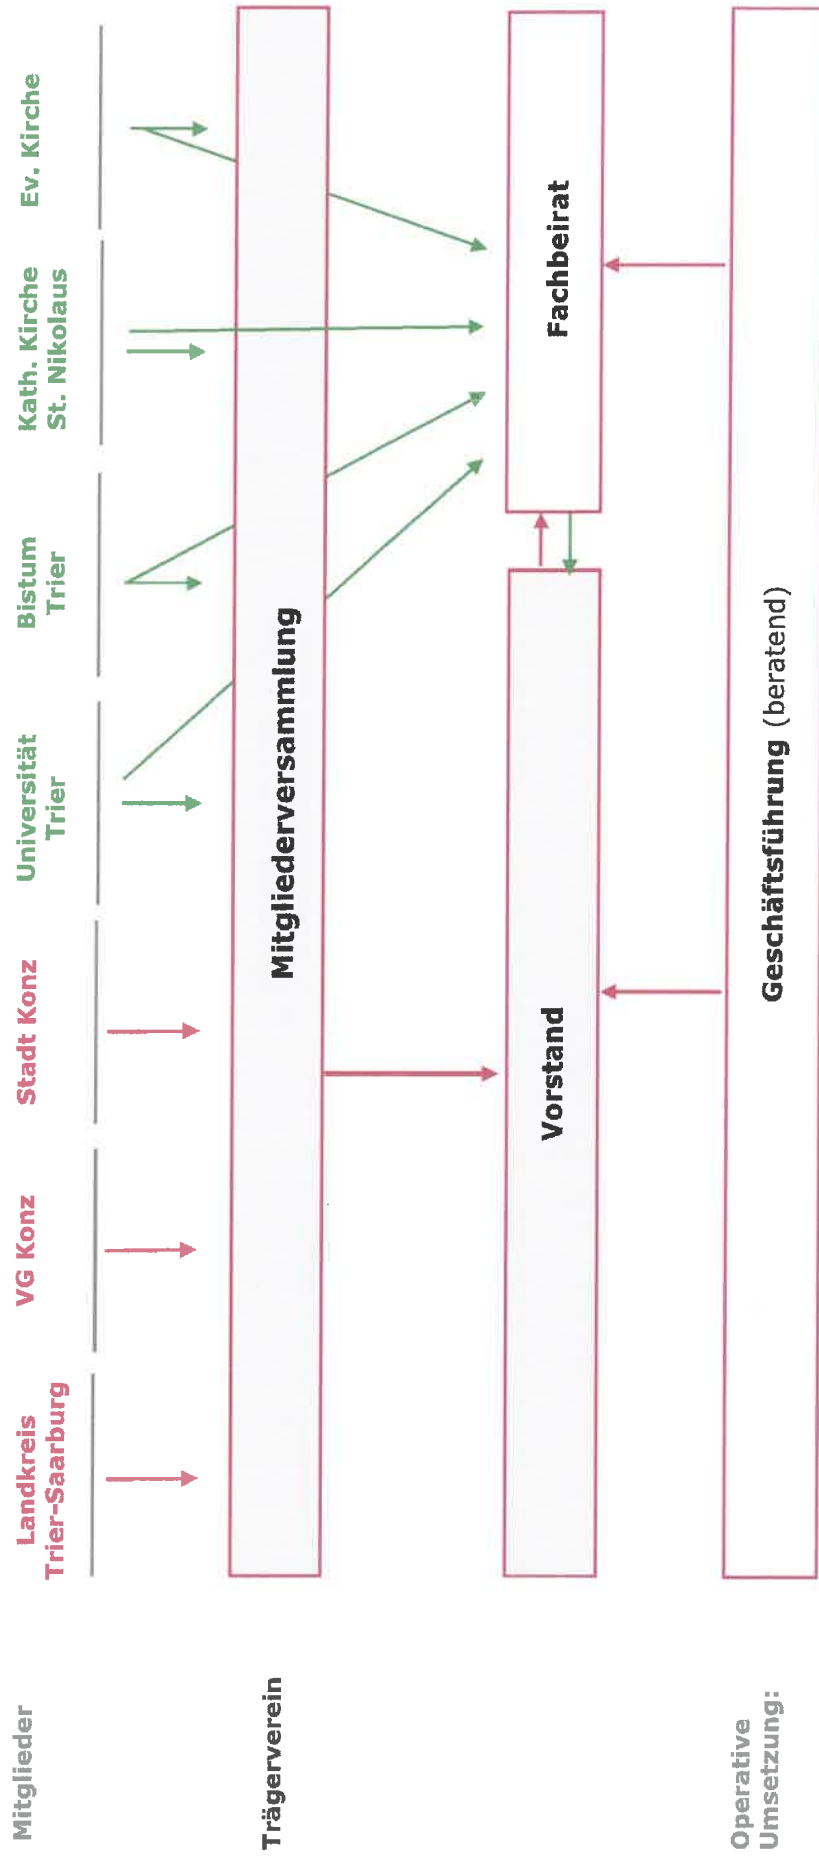 Mitglieder
Landkreis
Trier-Saarburg
VG Konz
Stadt Konz
Universität
Trier
Bistum
Trier
Kath. Kirche
St. Nikolaus
Ev. Kirche
Trägerverein
Mitgliederversammlung
Vorstand
Fachbeirat
Operative
Umsetzung:
Geschäftsführung (beratend)